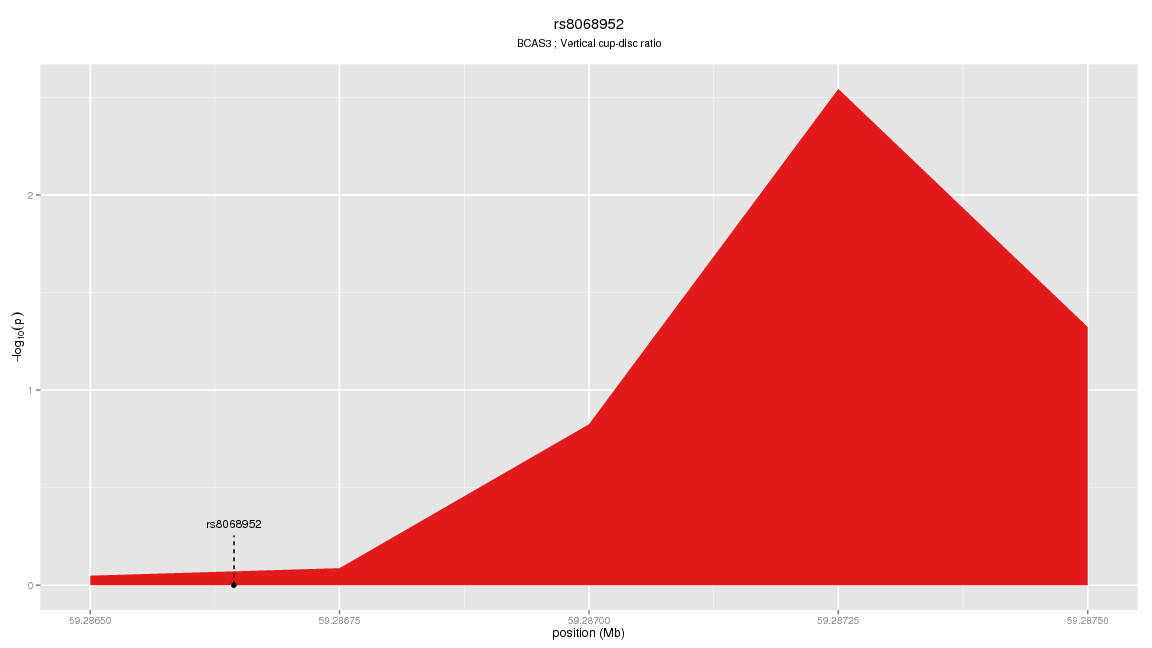 rs8068952
BCAS3 ; Vertical cup-disc ratio
−log₁₀(p)
2
1
0
rs8068952
59.28650 59.28675 59.28700 59.28725 59.28750
position (Mb)